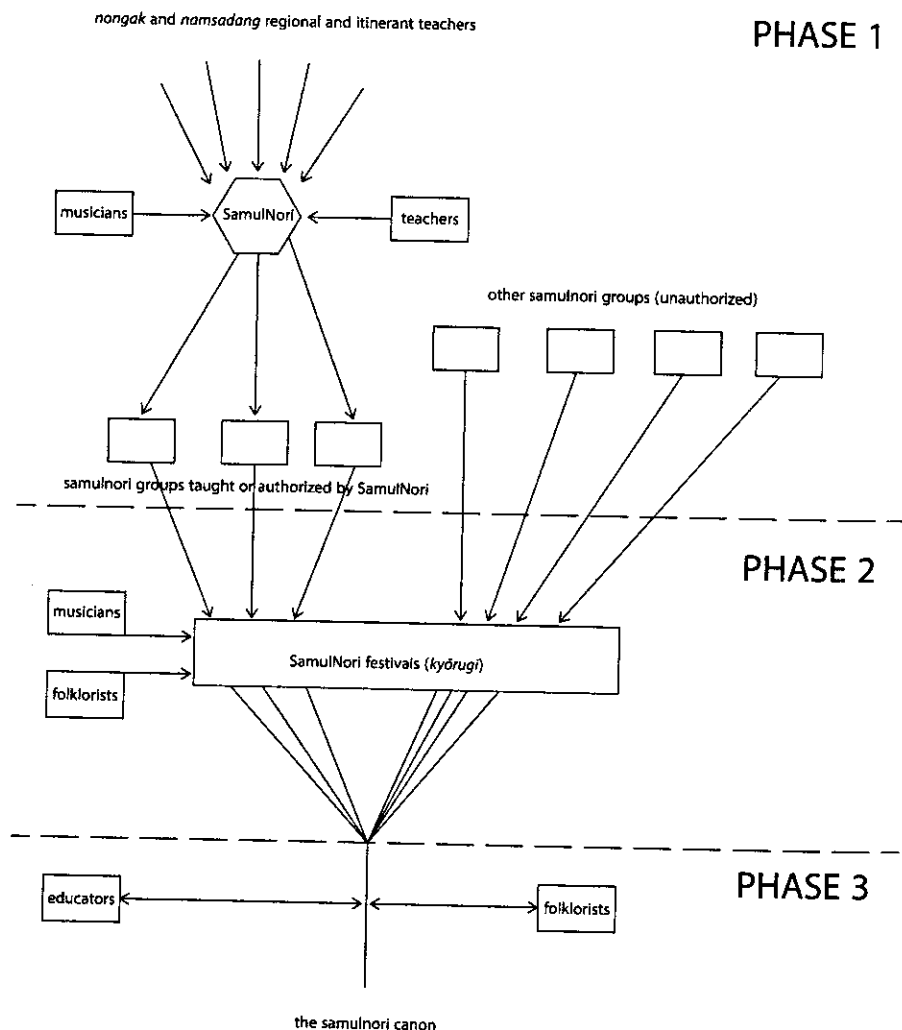 nongak and namsadang regional and itinerant teachers
PHASE 1
musicians
SamulNori
teachers
other samulnori groups (unauthorized)
samulnori groups taught or authorized by SamulNori
PHASE 2
musicians
SamulNori festivals (kyŏrugi)
folklorists
PHASE 3
educators
folklorists
the samulnori canon